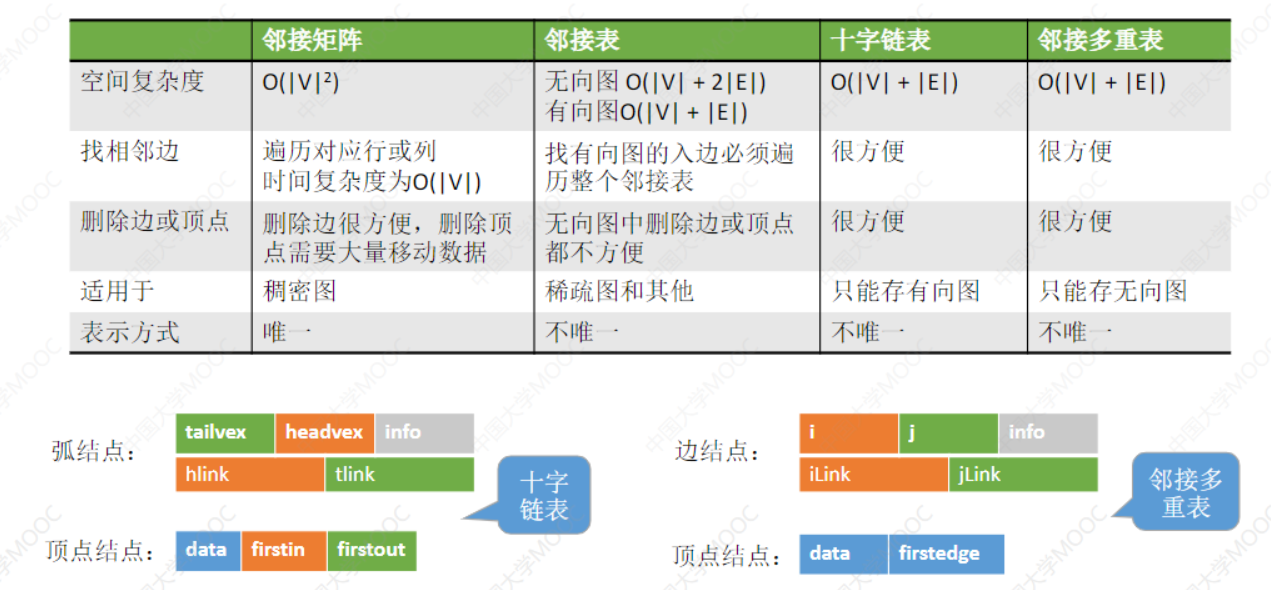 邻接矩阵 邻接表 十字链表 邻接多重表
空间复杂度 O(|V|²) 无向图 O(|V| + 2|E|) O(|V| + |E|) O(|V| + |E|)
有向图O(|V| + |E|)
找相邻边 遍历对应行或列 找有向图的入边必须遍 很方便 很方便
时间复杂度为O(|V|) 历整个邻接表
删除边或顶点 删除边很方便，删除顶 无向图中删除边或顶点 很方便 很方便
点需要大量移动数据 都不方便
适用于 稠密图 稀疏图和其他 只能存有向图 只能存无向图
表示方式 唯一 不唯一 不唯一 不唯一
弧结点：
tailvex headvex info
hlink tlink
十字
链表
顶点结点：
data firstin firstout
边结点：
i j info
iLink jLink
邻接多
重表
顶点结点：
data firstedge
中国大学MOOC